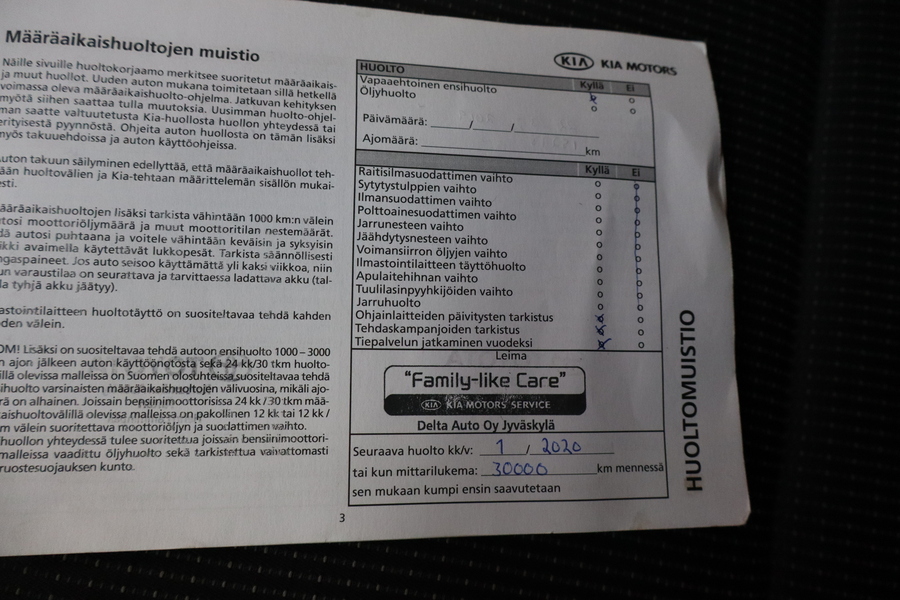 Määräaikaishuoltojen muistio
Näille sivuille huoltokorjaamo merkitsee suoritetut määräaikais-
ja muut huollot. Uuden auton mukana toimitetaan sillä hetkellä
voimassa oleva määräaikaishuolto-ohjelma. Jatkuvan kehityksen
myötä siihen saattaa tulla muutoksia. Uusimman huolto-ohjel-
man saatte valtuutetusta Kia-huollosta huollon yhteydessä tai
erityisestä pyynnöstä. Ohjeita auton huollosta on tämän lisäksi
myös takuuehdoissa ja auton käyttöohjeissa.
uton takuun säilyminen edellyttää, että määräaikaishuollot teh-
ään huoltovälien ja Kia-tehtaan määrittelemän sisällön mukai-
esti.
ääräaikaishuoltojen lisäksi tarkista vähintään 1000 km:n välein
tosi moottoriöljymäärä ja muut moottoritilan nestemäärät.
dä autosi puhtaana ja voitele vähintään keväisin ja syksyisin
ikki avaimella käytettävät lukkopesät. Tarkista säännöllisesti
ngaspaineet. Jos auto seisoo käyttämättä yli kaksi viikkoa, niin
un varaustilaa on seurattava ja tarvittaessa ladattava akku (tal-
la tyhjä akku jäätyy).
astointilaitteen huoltotäyttö on suositeltavaa tehdä kahden
den välein.
OM! Lisäksi on suositeltavaa tehdä autoon ensihuolto 1000 – 3000
n ajon jälkeen auton käyttöönotosta sekä 24 kk/30 tkm huolto-
illä olevissa malleissa on Suomen olosuhteissa suositeltavaa tehdä
ihuolto varsinaisten määräaikaishuoltojen välivuosina, mikäli ajo-
rä on alhainen. Joissain bensiinimoottorisissa 24 kk / 30 tkm mää-
aishuoltovälillä olevissa malleissa on pakollinen 12 kk tai 12 kk /
m välein suoritettava moottoriöljyn ja suodattimen vaihto.
huollon yhteydessä tulee suoritettua joissain bensiinimoottori-
malleissa vaadittu öljyhuolto sekä tarkistettua vaivattomasti
ruostesuojauksen kunto.
3
KIA KIA MOTORS
HUOLTO Kyllä Ei
Vapaaehtoinen ensihuolto
Öljyhuolto
Päivämäärä: / /
Ajomäärä: km
Kyllä Ei
Raitisilmasuodattimen vaihto
Sytytystulppien vaihto
Ilmansuodattimen vaihto
Polttoainesuodattimen vaihto
Jarrunesteen vaihto
Jäähdytysnesteen vaihto
Voimansiirron öljyjen vaihto
Ilmastointilaitteen täyttöhuolto
Apulaitehihnan vaihto
Tuulilasinpyyhkijöiden vaihto
Jarruhuolto
Ohjainlaitteiden päivitysten tarkistus
Tehdaskampanjoiden tarkistus
Tiepalvelun jatkaminen vuodeksi
Leima
"Family-like Care"
KIA KIA MOTORS SERVICE
Delta Auto Oy Jyväskylä
Seuraava huolto kk/v: 1 / 2020
tai kun mittarilukema: 30000 km mennessä
sen mukaan kumpi ensin saavutetaan
HUOLTOMUISTIO